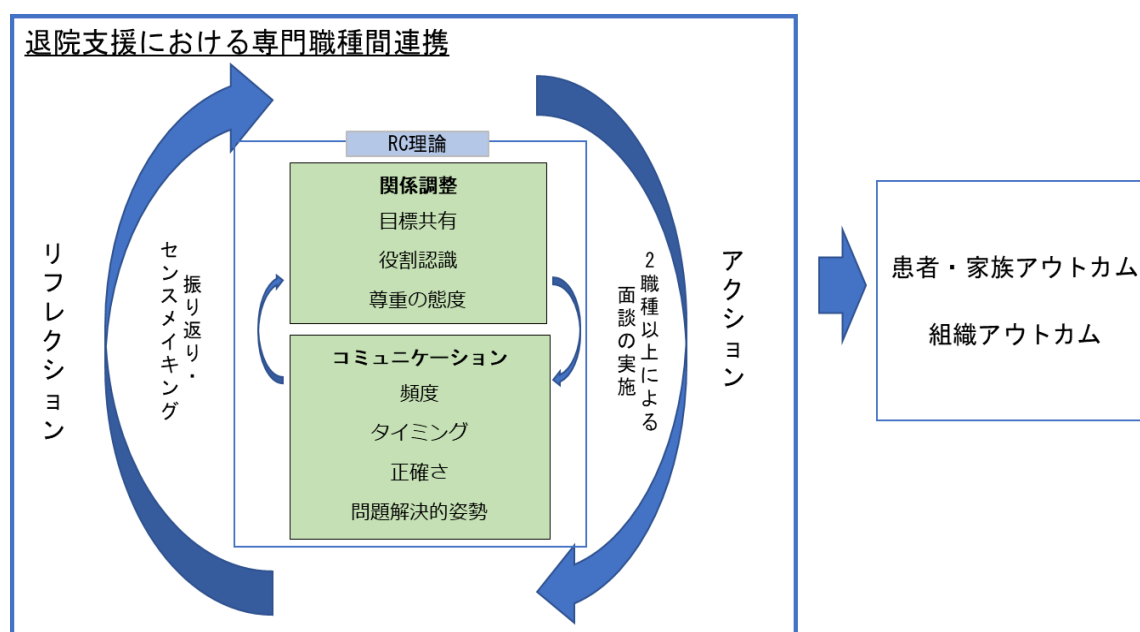 退院支援における専門職種間連携
リフレクション
振り返り・
センスメイキング
RC理論
関係調整
目標共有
役割認識
尊重の態度
コミュニケーション
頻度
タイミング
正確さ
問題解決的姿勢
2職種以上による
面談の実施
アクション
患者・家族アウトカム
組織アウトカム